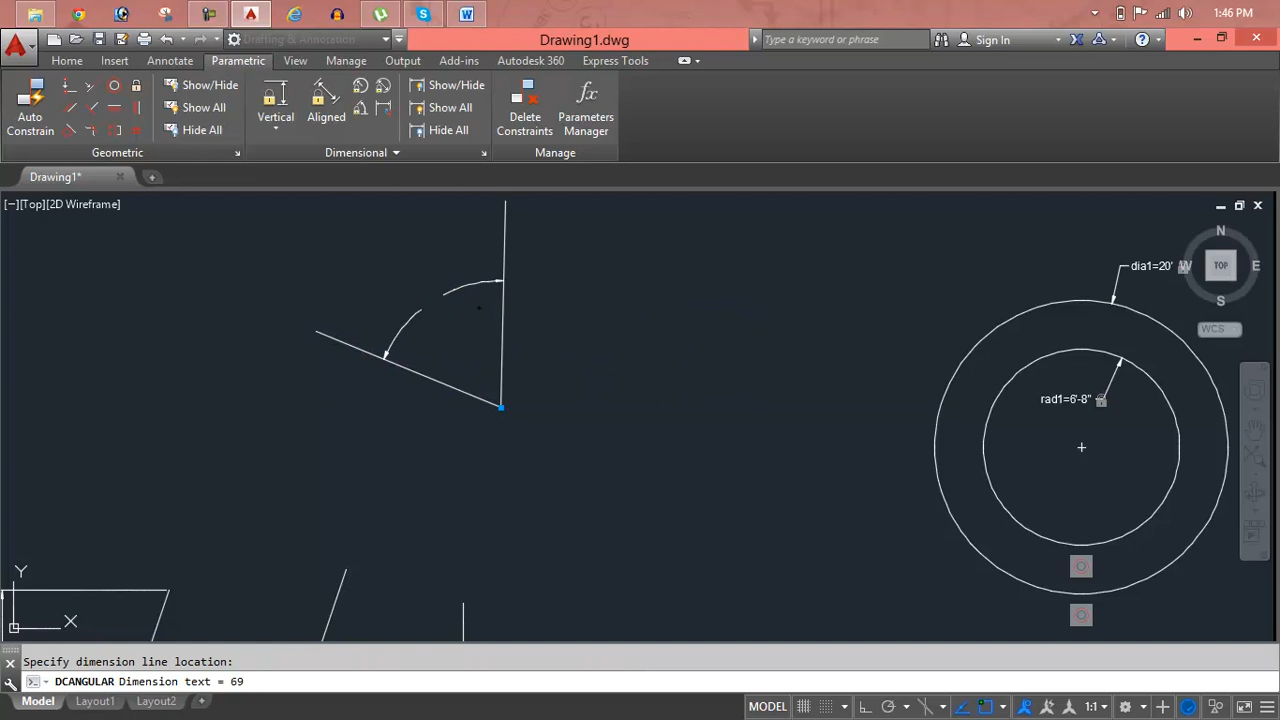 1:46 PM
Drafting & Annotation
Drawing1.dwg
Type a keyword or phrase
Sign In
Home Insert Annotate Parametric View Manage Output Add-ins Autodesk 360 Express Tools
Auto
Constrain
Show/Hide
Show All
Hide All
Geometric
Vertical
Aligned
Show/Hide
Show All
Hide All
Dimensional
Delete
Constraints
fx
Parameters
Manager
Manage
Drawing1*
[−][Top][2D Wireframe]
N
W TOP E
S
WCS
dia1=20'
rad1=6'-8"
Y
X
Specify dimension line location:
DCANGULAR Dimension text = 69
Model Layout1 Layout2
MODEL
1:1